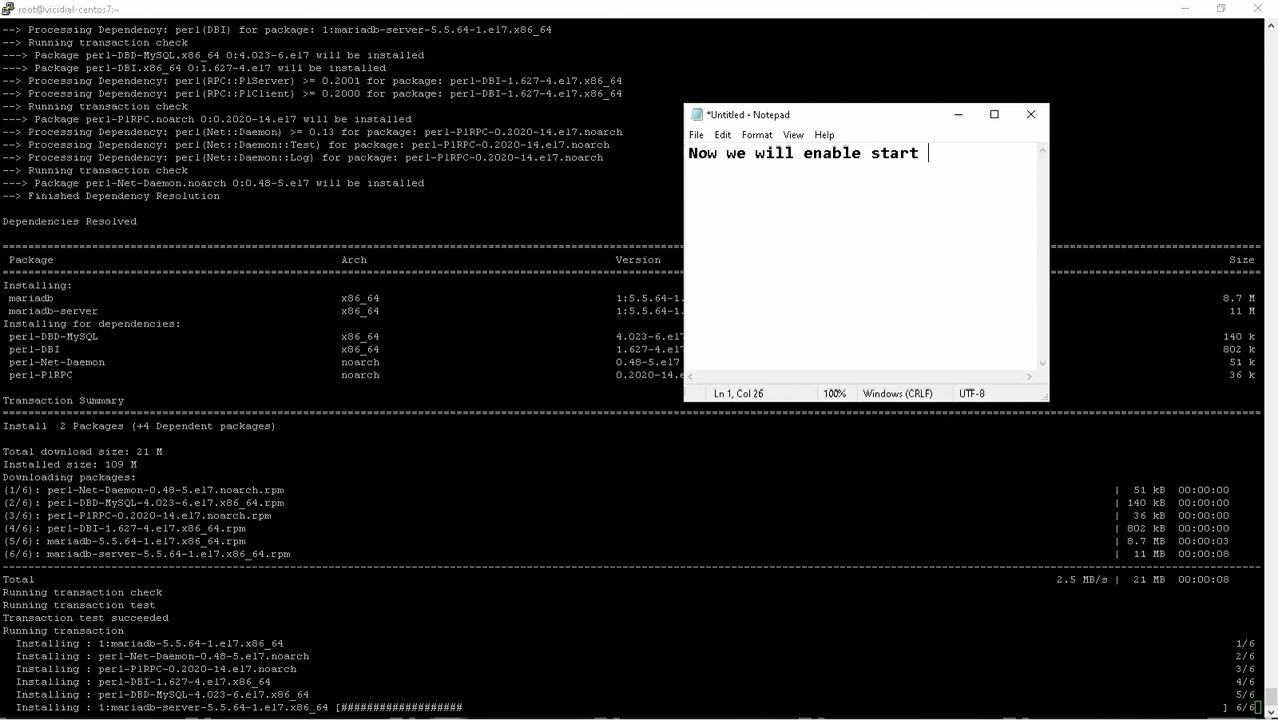 root@vicidial-centos7:~
--> Processing Dependency: perl(DBI) for package: 1:mariadb-server-5.5.64-1.el7.x86_64
--> Running transaction check
---> Package perl-DBD-MySQL.x86_64 0:4.023-6.el7 will be installed
---> Package perl-DBI.x86_64 0:1.627-4.el7 will be installed
--> Processing Dependency: perl(RPC::PlServer) >= 0.2001 for package: perl-DBI-1.627-4.el7.x86_64
--> Processing Dependency: perl(RPC::PlClient) >= 0.2000 for package: perl-DBI-1.627-4.el7.x86_64
--> Running transaction check
---> Package perl-PlRPC.noarch 0:0.2020-14.el7 will be installed
--> Processing Dependency: perl(Net::Daemon) >= 0.13 for package: perl-PlRPC-0.2020-14.el7.noarch
--> Processing Dependency: perl(Net::Daemon::Test) for package: perl-PlRPC-0.2020-14.el7.noarch
--> Processing Dependency: perl(Net::Daemon::Log) for package: perl-PlRPC-0.2020-14.el7.noarch
--> Running transaction check
---> Package perl-Net-Daemon.noarch 0:0.48-5.el7 will be installed
--> Finished Dependency Resolution
Dependencies Resolved
Package Arch Version Size
Installing:
mariadb x86_64 1:5.5.64-1. 8.7 M
mariadb-server x86_64 1:5.5.64-1. 11 M
Installing for dependencies:
perl-DBD-MySQL x86_64 4.023-6.el7 140 k
perl-DBI x86_64 1.627-4.el7 802 k
perl-Net-Daemon noarch 0.48-5.el7 51 k
perl-PlRPC noarch 0.2020-14.el 36 k
Transaction Summary
Install 2 Packages (+4 Dependent packages)
Total download size: 21 M
Installed size: 109 M
Downloading packages:
(1/6): perl-Net-Daemon-0.48-5.el7.noarch.rpm | 51 kB 00:00:00
(2/6): perl-DBD-MySQL-4.023-6.el7.x86_64.rpm | 140 kB 00:00:00
(3/6): perl-PlRPC-0.2020-14.el7.noarch.rpm | 36 kB 00:00:00
(4/6): perl-DBI-1.627-4.el7.x86_64.rpm | 802 kB 00:00:00
(5/6): mariadb-5.5.64-1.el7.x86_64.rpm | 8.7 MB 00:00:03
(6/6): mariadb-server-5.5.64-1.el7.x86_64.rpm | 11 MB 00:00:08
Total 2.5 MB/s | 21 MB 00:00:08
Running transaction check
Running transaction test
Transaction test succeeded
Running transaction
Installing : 1:mariadb-5.5.64-1.el7.x86_64 1/6
Installing : perl-Net-Daemon-0.48-5.el7.noarch 2/6
Installing : perl-PlRPC-0.2020-14.el7.noarch 3/6
Installing : perl-DBI-1.627-4.el7.x86_64 4/6
Installing : perl-DBD-MySQL-4.023-6.el7.x86_64 5/6
Installing : 1:mariadb-server-5.5.64-1.el7.x86_64 [################### ] 6/6
*Untitled - Notepad
File Edit Format View Help
Now we will enable start
Ln 1, Col 26 100% Windows (CRLF) UTF-8